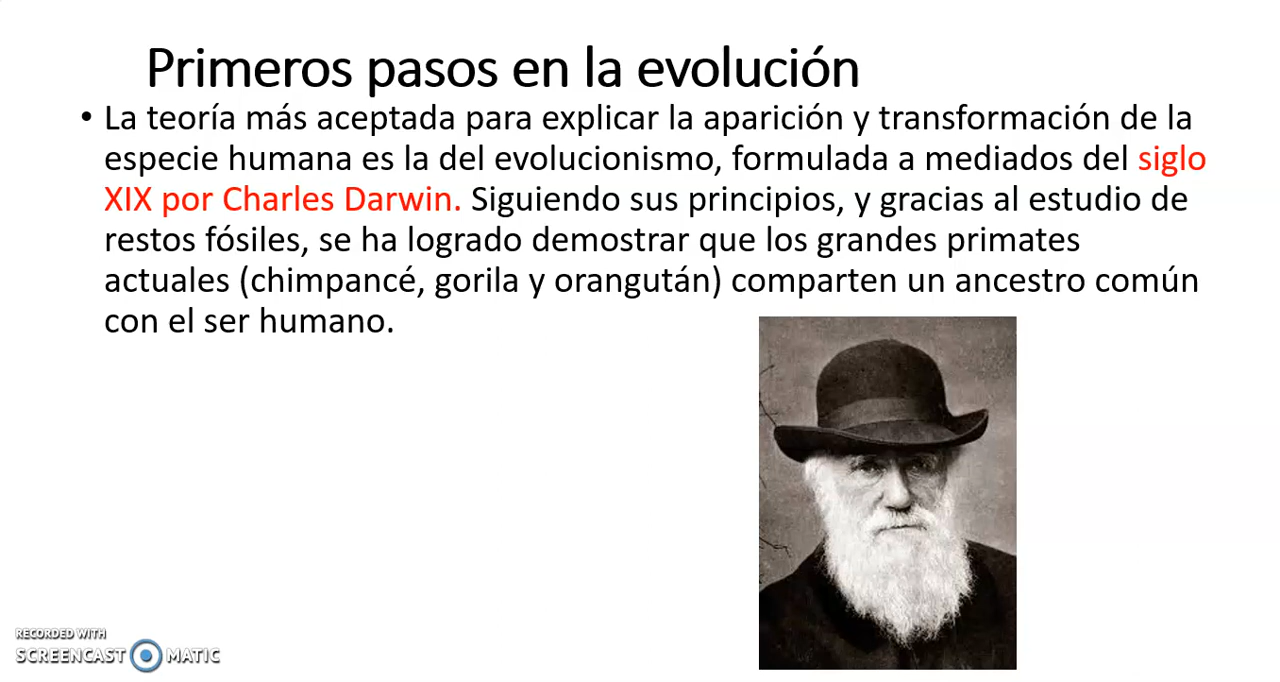 Primeros pasos en la evolución
• La teoría más aceptada para explicar la aparición y transformación de la
especie humana es la del evolucionismo, formulada a mediados del siglo
XIX por Charles Darwin. Siguiendo sus principios, y gracias al estudio de
restos fósiles, se ha logrado demostrar que los grandes primates
actuales (chimpancé, gorila y orangután) comparten un ancestro común
con el ser humano.
RECORDED WITH
SCREENCAST MATIC